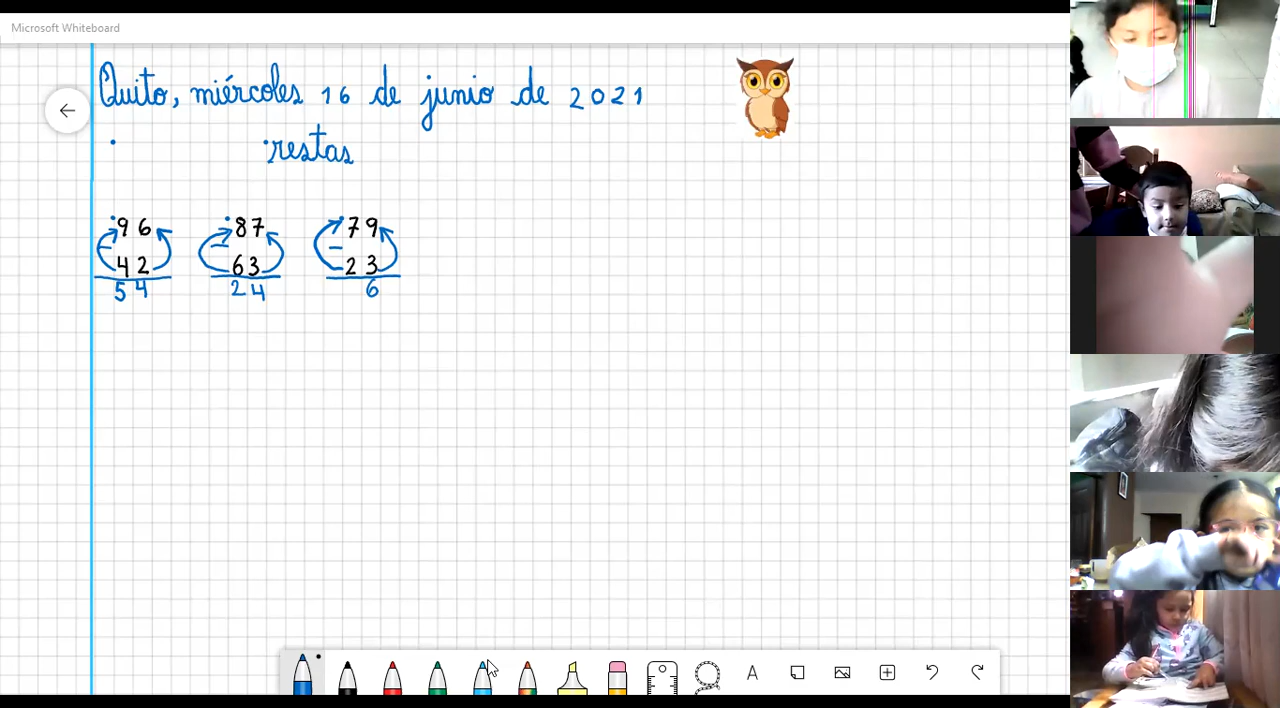 Microsoft Whiteboard
Quito, miércoles 16 de junio de 2021
restas
96 87 79
- - -
42 63 23
54 24 6
A